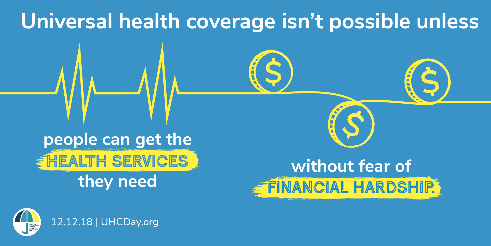 Universal health coverage isn't possible unless
people can get the
HEALTH SERVICES
they need
without fear of
FINANCIAL HARDSHIP
12.12.18 | UHCDay.org